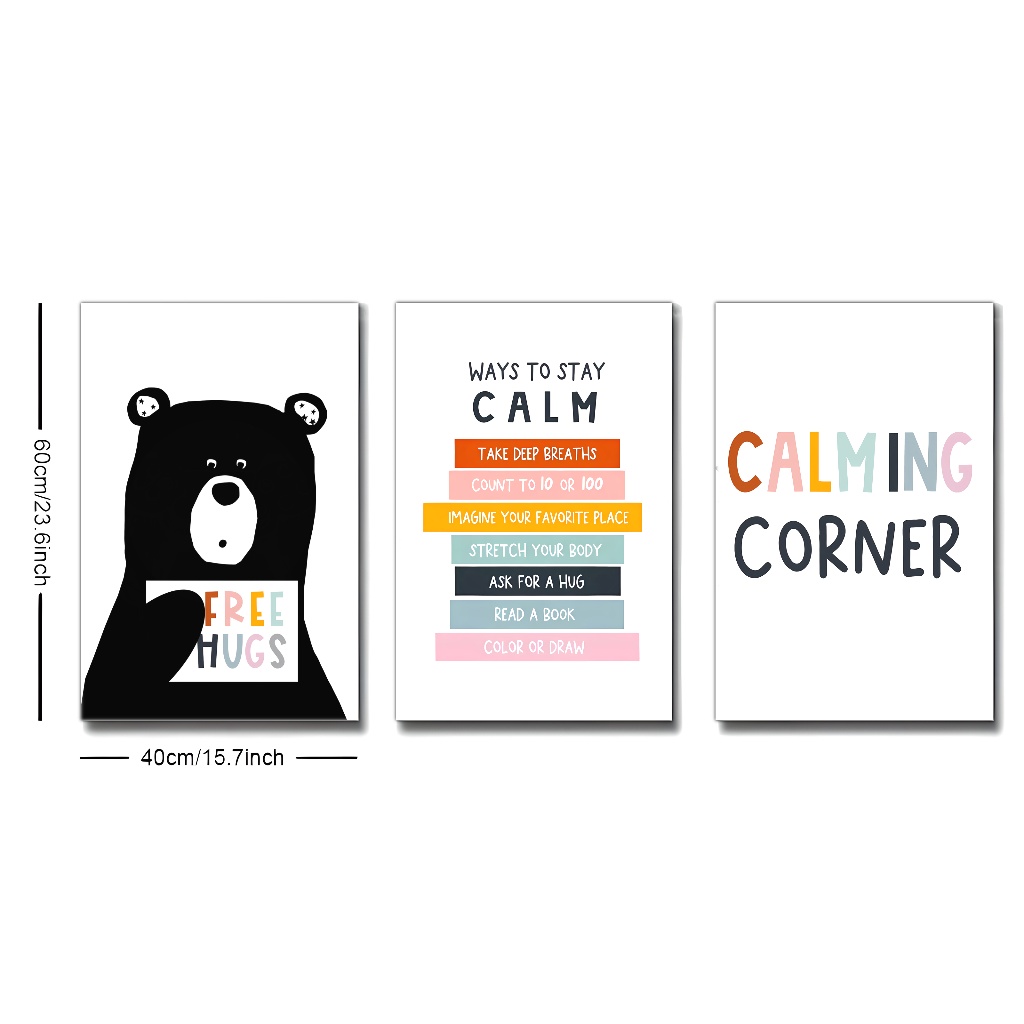 60cm/23.6inch
40cm/15.7inch
FREE
HUGS
WAYS TO STAY
CALM
TAKE DEEP BREATHS
COUNT TO 10 OR 100
IMAGINE YOUR FAVORITE PLACE
STRETCH YOUR BODY
ASK FOR A HUG
READ A BOOK
COLOR OR DRAW
CALMING
CORNER